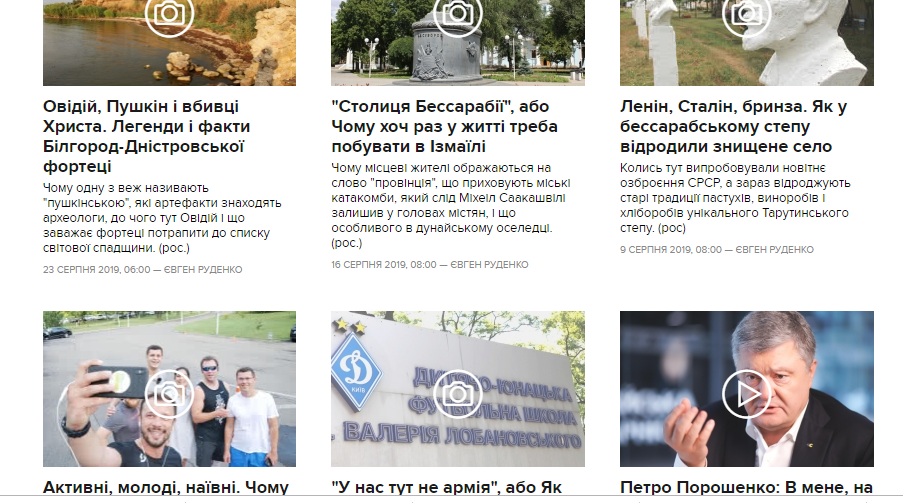 Овідій, Пушкін і вбивці
Христа. Легенди і факти
Білгород-Дністровської
фортеці
Чому одну з веж називають
"пушкінською", які артефакти знаходять
археологи, до чого тут Овідій і що
заважає фортеці потрапити до списку
світової спадщини. (рос.)
23 СЕРПНЯ 2019, 06:00 — ЄВГЕН РУДЕНКО
"Столиця Бессарабії", або
Чому хоч раз у житті треба
побувати в Ізмаїлі
Чому місцеві жителі ображаються на
слово "провінція", що приховують міські
катакомби, який слід Міхеіл Саакашвілі
залишив у головах містян, і що
особливого в дунайському оселедці.
(рос.)
16 СЕРПНЯ 2019, 08:00 — ЄВГЕН РУДЕНКО
Ленін, Сталін, бринза. Як у
бессарабському степу
відродили знищене село
Колись тут випробовували новітнє
озброєння СРСР, а зараз відроджують
старі традиції пастухів, виноробів і
хліборобів унікального Тарутинського
степу. (рос)
9 СЕРПНЯ 2019, 08:00 — ЄВГЕН РУДЕНКО
Активні, молоді, наївні. Чому
КИЇВ
ДИТЯЧО-ЮНАЦЬКА
ФУТБОЛЬНА ШКОЛА
ВАЛЕРІЯ ЛОБАНОВСЬКОГО
"У нас тут не армія", або Як
Петро Порошенко: В мене, на